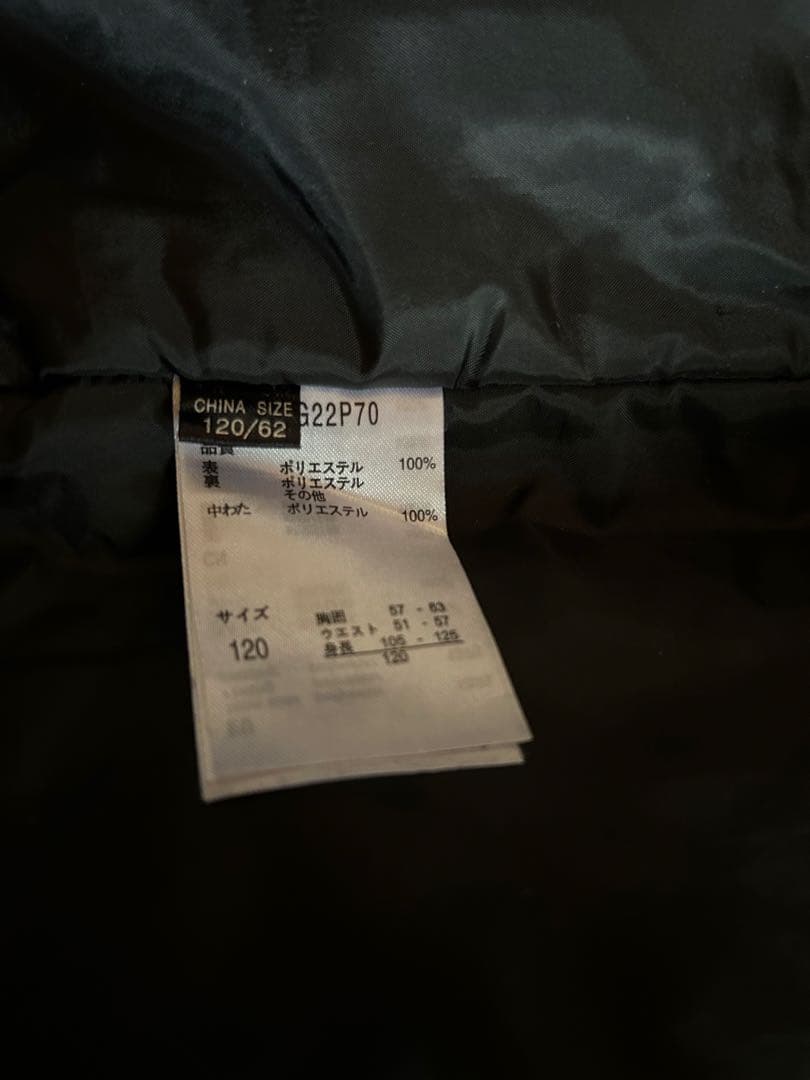 CHINA SIZE
120/62
G22P70
品質
表 ポリエステル 100%
裏 ポリエステル
その他
中わた ポリエステル 100%
サイズ
120
胸囲 57 - 63
ウエスト 51 - 57
身長 105 - 125
120